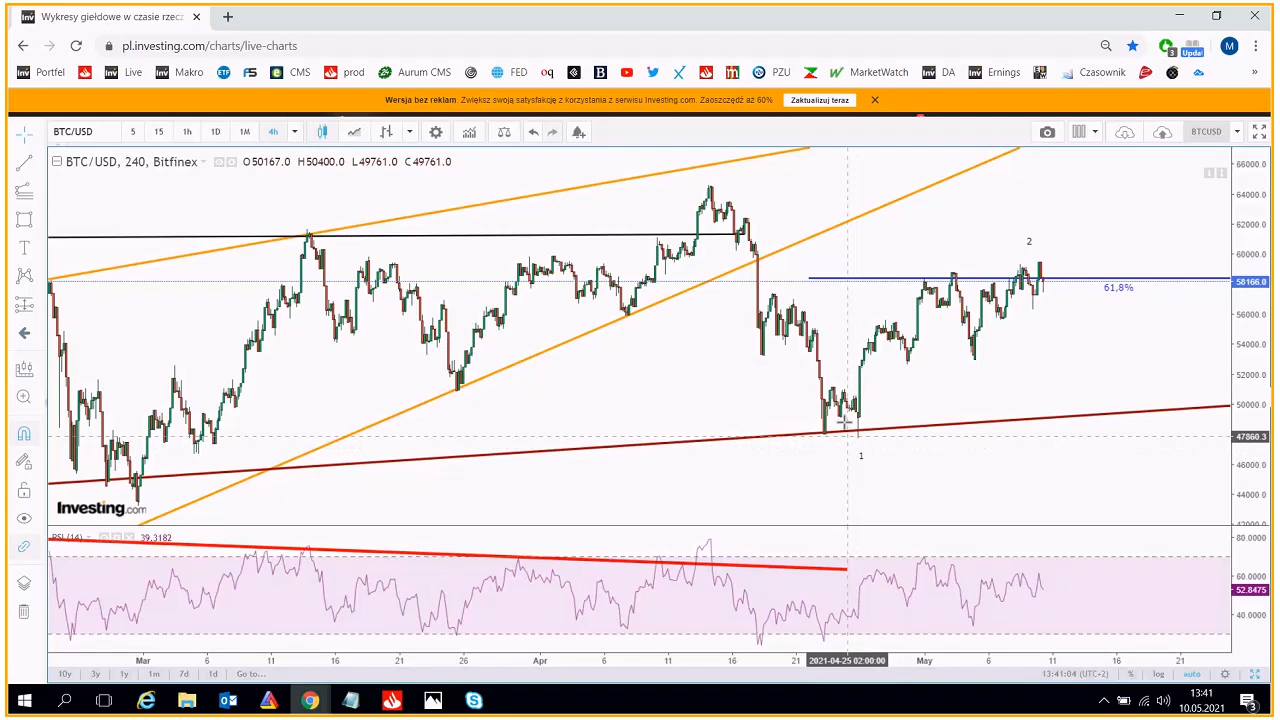 Wykresy giełdowe w czasie rzecz
pl.investing.com/charts/live-charts
3
Upda
M
Portfel
Live
Makro
ETF
CMS
prod
Aurum CMS
FED
oq
B
PZU
MarketWatch
DA
Ernings
Czasownik
»
Wersja bez reklam. Zwiększ swoją satysfakcję z korzystania z serwisu Investing.com. Zaoszczędź aż 60%
Zaktualizuj teraz
BTC/USD
5
15
1h
1D
1M
4h
BTCUSD
BTC/USD, 240, Bitfinex
O50167.0 H50400.0 L49761.0 C49761.0
66000.0
64000.0
62000.0
60000.0
58166.0
56000.0
54000.0
52000.0
50000.0
47860.3
46000.0
44000.0
42000.0
2
61,8%
1
Investing.com
RSI (14)
39.3182
80.0000
60.0000
52.8475
40.0000
Mar
6
11
16
21
26
Apr
6
11
16
21
2021-04-25 02:00:00
May
6
11
16
21
10y
3y
1y
1m
7d
1d
Go to...
13:41:04 (UTC+2)
%
log
auto
13:41
10.05.2021
3